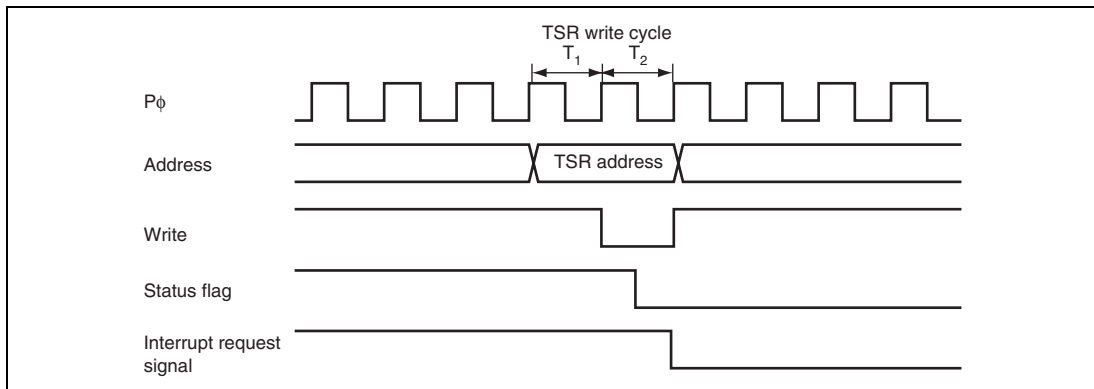 TSR write cycle
T1 T2
Pϕ
Address
TSR address
Write
Status flag
Interrupt request
signal